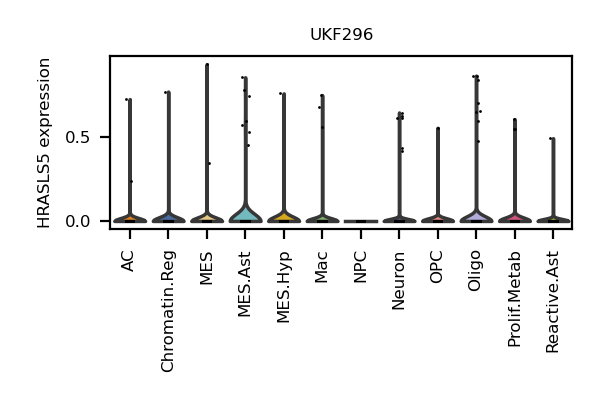 UKF296
HRASLS5 expression
0.5
0.0
AC
Chromatin.Reg
MES
MES.Ast
MES.Hyp
Mac
NPC
Neuron
OPC
Oligo
Prolif.Metab
Reactive.Ast